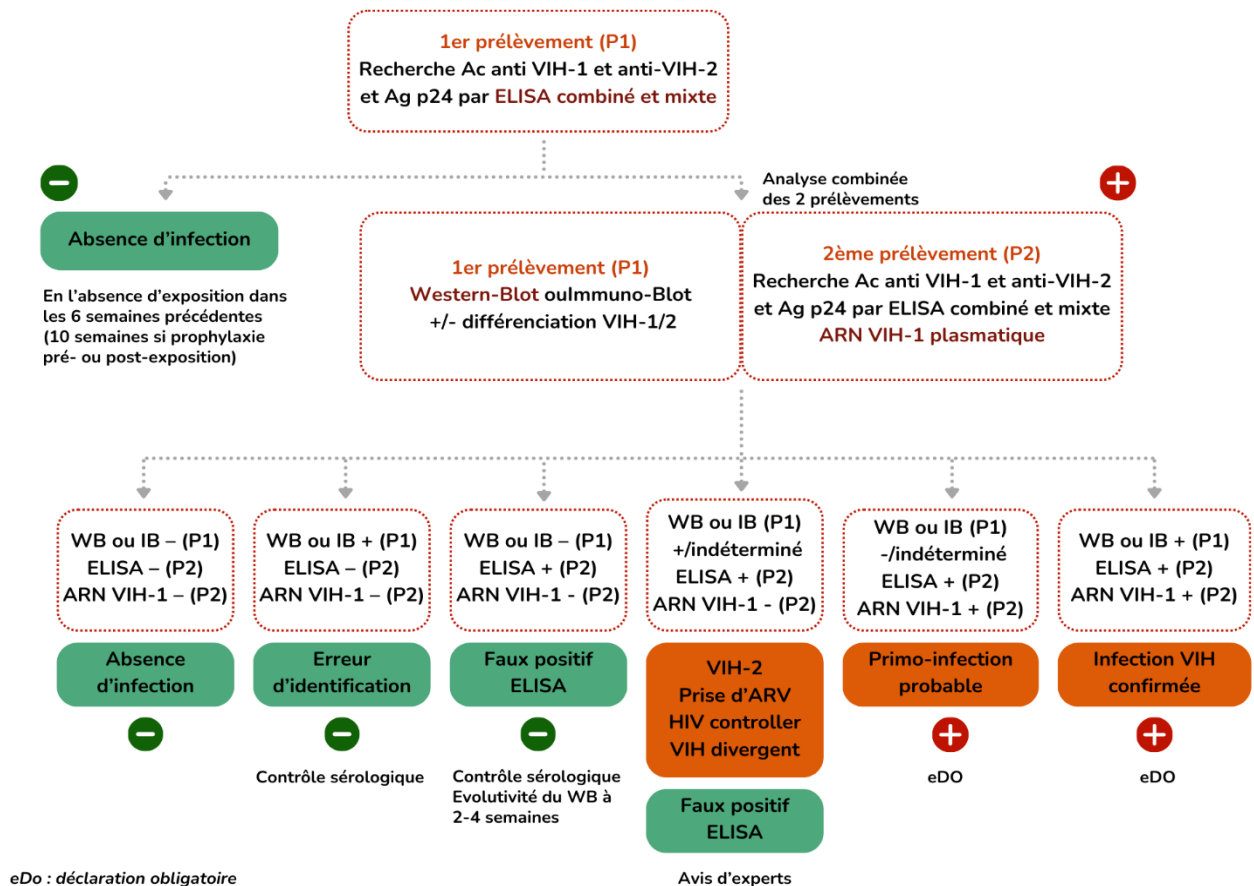 1er prélèvement (P1)
Recherche Ac anti VIH-1 et anti-VIH-2
et Ag p24 par ELISA combiné et mixte
Analyse combinée
des 2 prélèvements
Absence d'infection
En l'absence d'exposition dans
les 6 semaines précédentes
(10 semaines si prophylaxie
pré- ou post-exposition)
1er prélèvement (P1)
Western-Blot ouImmuno-Blot
+/- différenciation VIH-1/2
2ème prélèvement (P2)
Recherche Ac anti VIH-1 et anti-VIH-2
et Ag p24 par ELISA combiné et mixte
ARN VIH-1 plasmatique
WB ou IB – (P1)
ELISA – (P2)
ARN VIH-1 – (P2)
Absence
d'infection
WB ou IB + (P1)
ELISA – (P2)
ARN VIH-1 – (P2)
Erreur
d'identification
Contrôle sérologique
WB ou IB – (P1)
ELISA + (P2)
ARN VIH-1 - (P2)
Faux positif
ELISA
Contrôle sérologique
Evolutivité du WB à
2-4 semaines
WB ou IB (P1)
+/indéterminé
ELISA + (P2)
ARN VIH-1 - (P2)
VIH-2
Prise d'ARV
HIV controller
VIH divergent
Faux positif
ELISA
Avis d'experts
WB ou IB (P1)
-/indéterminé
ELISA + (P2)
ARN VIH-1 + (P2)
Primo-infection
probable
eDO
WB ou IB + (P1)
ELISA + (P2)
ARN VIH-1 + (P2)
Infection VIH
confirmée
eDO
eDo : déclaration obligatoire